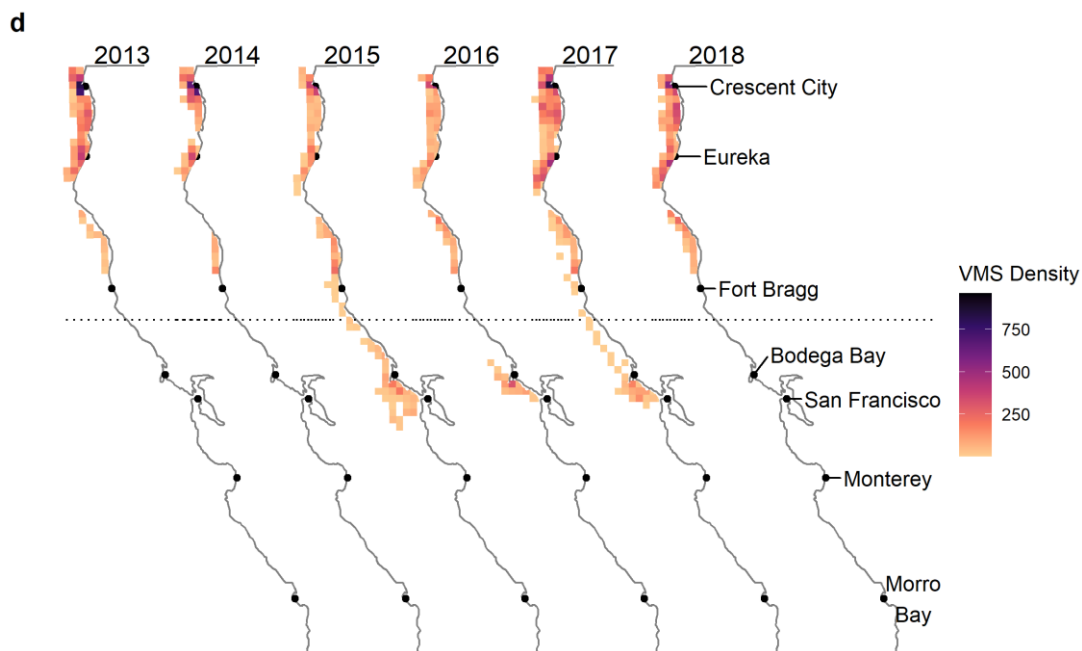 d
2013 2014 2015 2016 2017 2018
Crescent City
Eureka
Fort Bragg
VMS Density
750
Bodega Bay
500
San Francisco
250
Monterey
Morro
Bay